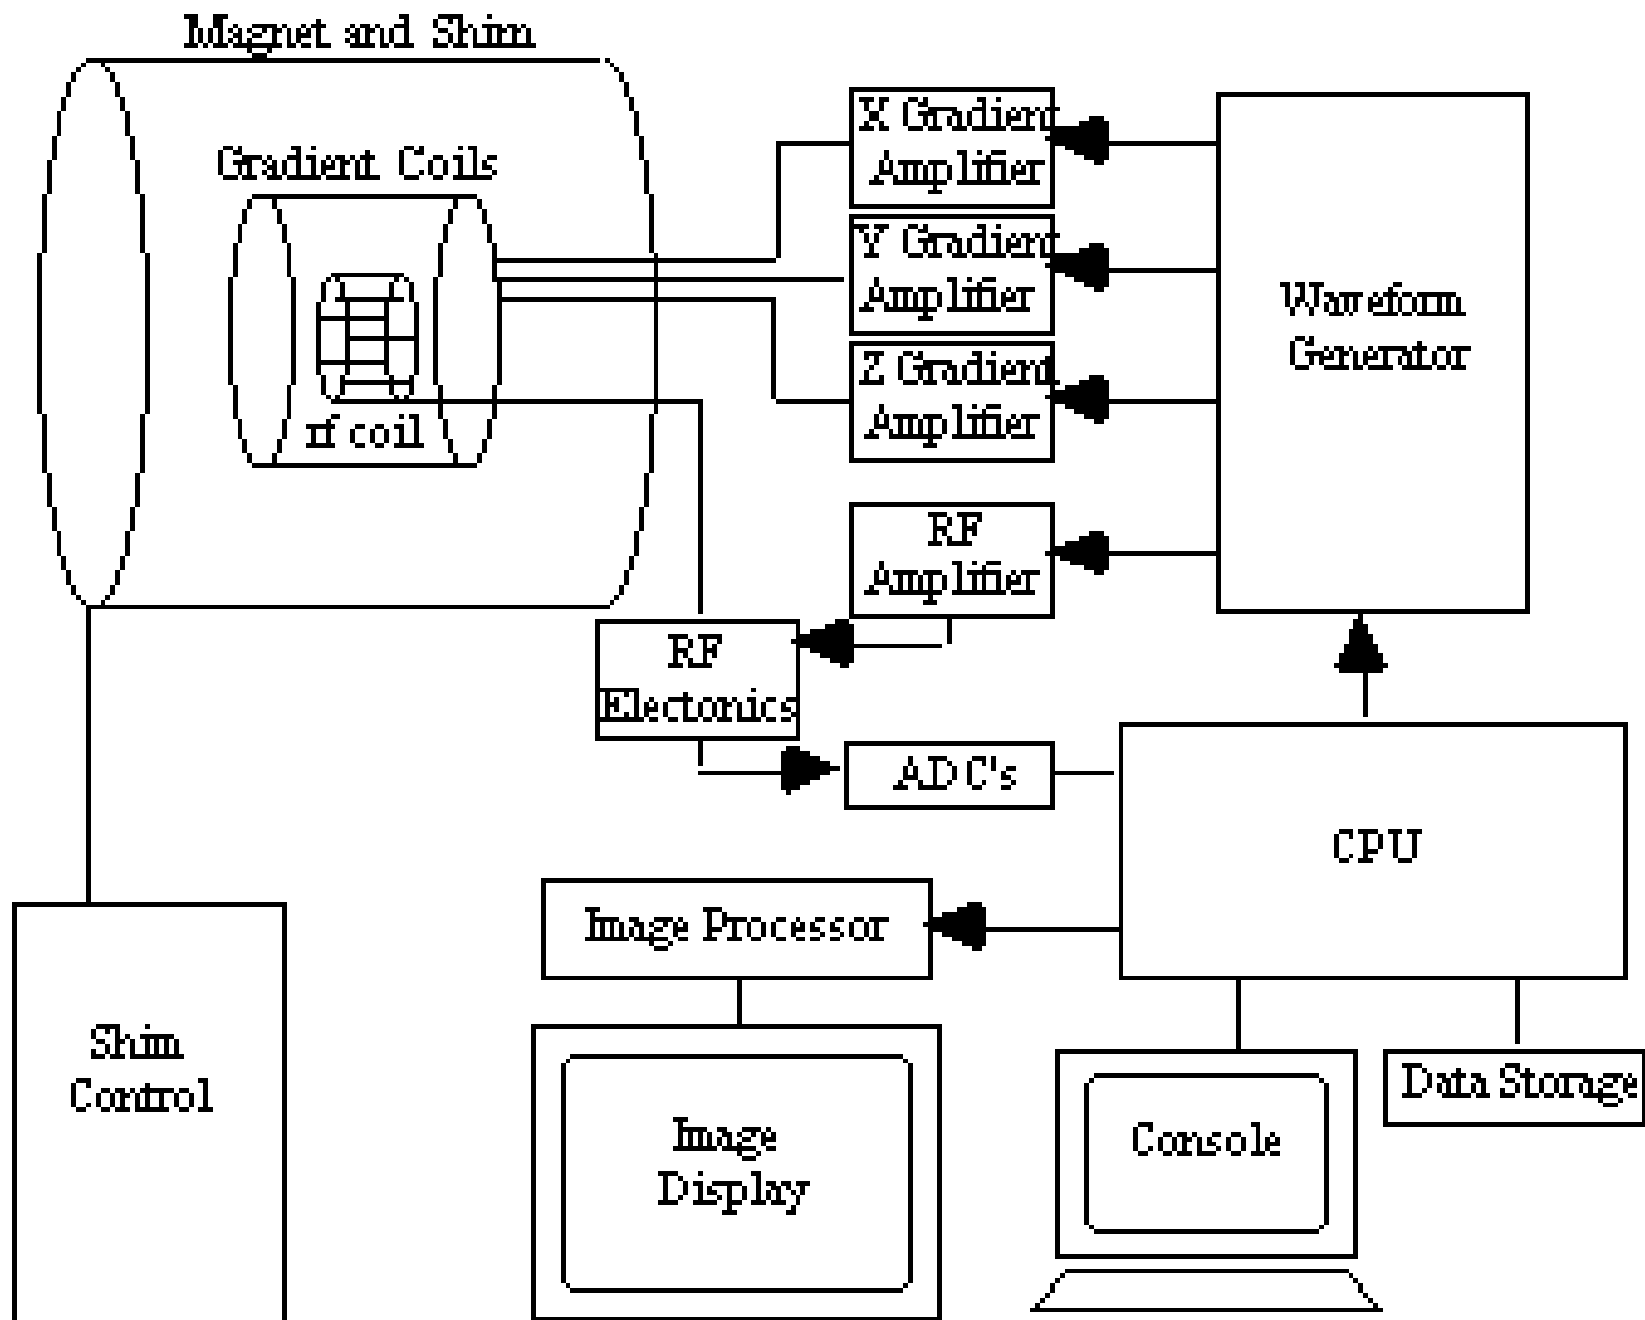 Magnet and Shim
Gradient Coils
rf coil
X Gradient
Amplifier
Y Gradient
Amplifier
Z Gradient
Amplifier
Waveform
Generator
RF
Amplifier
RF
Electonics
ADC's
CPU
Image Processor
Shim
Control
Image
Display
Console
Data Storage